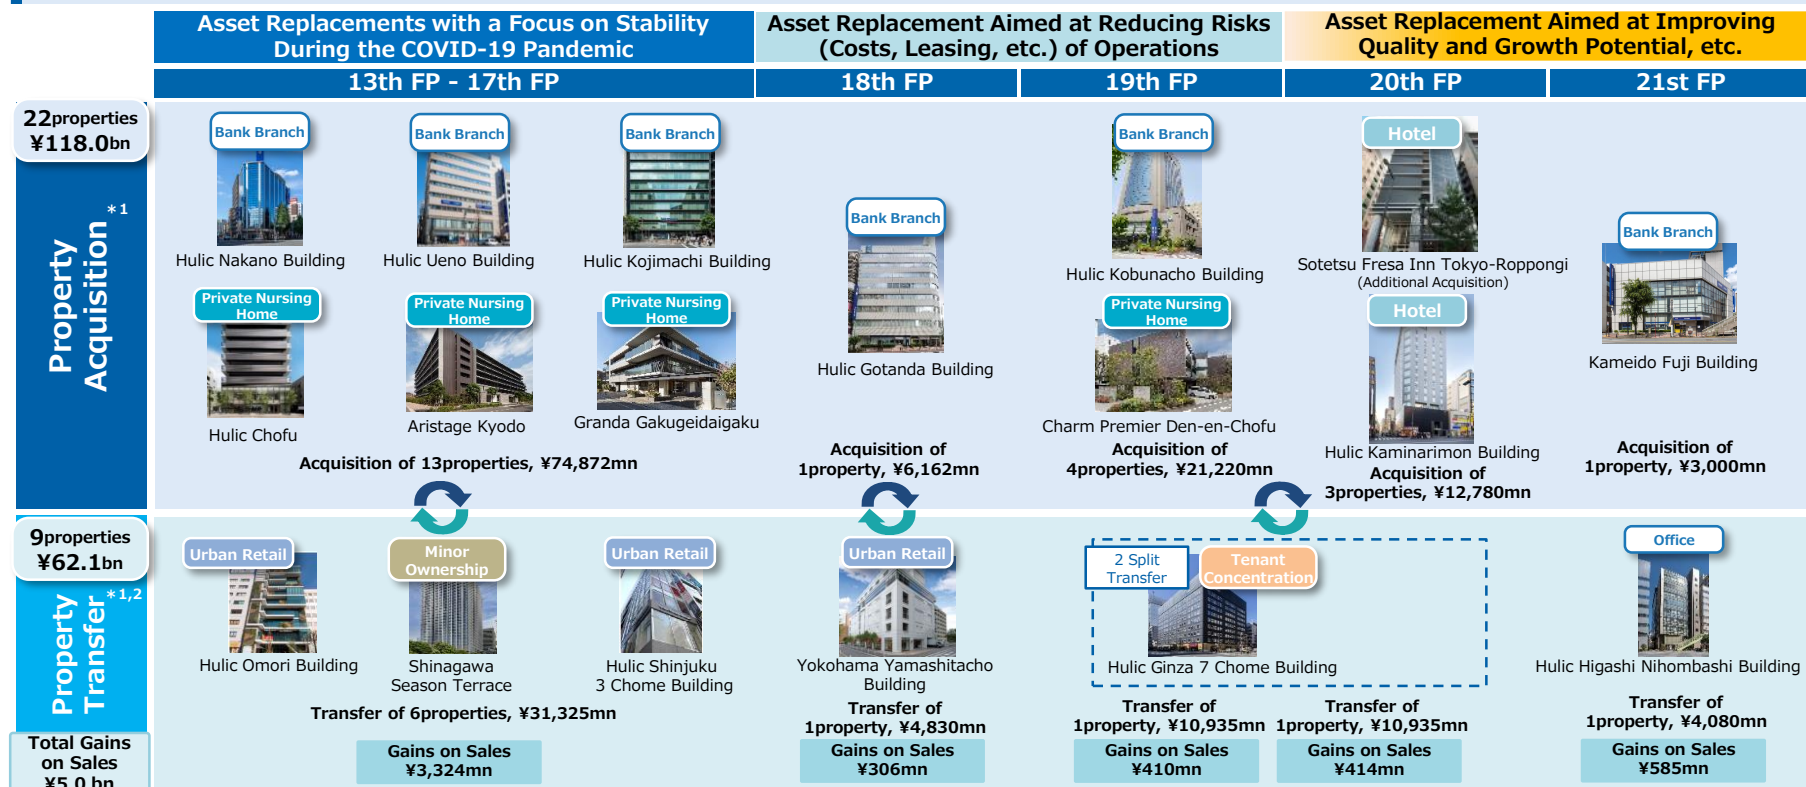 Asset Replacements with a Focus on Stability
During the COVID-19 Pandemic
Asset Replacement Aimed at Reducing Risks
(Costs, Leasing, etc.) of Operations
Asset Replacement Aimed at Improving
Quality and Growth Potential, etc.
13th FP - 17th FP
18th FP
19th FP
20th FP
21st FP
22properties
¥118.0bn
Property
Acquisition
*1
Bank Branch
Hulic Nakano Building
Bank Branch
Hulic Ueno Building
Bank Branch
Hulic Kojimachi Building
Private Nursing
Home
Hulic Chofu
Private Nursing
Home
Aristage Kyodo
Private Nursing
Home
Granda Gakugeidaigaku
Acquisition of 13properties, ¥74,872mn
Bank Branch
Hulic Gotanda Building
Acquisition of
1property, ¥6,162mn
Bank Branch
Hulic Kobunacho Building
Private Nursing
Home
Charm Premier Den-en-Chofu
Acquisition of
4properties, ¥21,220mn
Hotel
Sotetsu Fresa Inn Tokyo-Roppongi
(Additional Acquisition)
Hotel
Hulic Kaminarimon Building
Acquisition of
3properties, ¥12,780mn
Bank Branch
Kameido Fuji Building
Acquisition of
1property, ¥3,000mn
9properties
¥62.1bn
Property
Transfer
*1,2
Urban Retail
Hulic Omori Building
Minor
Ownership
Shinagawa
Season Terrace
Urban Retail
Hulic Shinjuku
3 Chome Building
Transfer of 6properties, ¥31,325mn
Urban Retail
Yokohama Yamashitacho
Building
Transfer of
1property, ¥4,830mn
2 Split
Transfer
Tenant
Concentration
Hulic Ginza 7 Chome Building
Transfer of
1property, ¥10,935mn
Transfer of
1property, ¥10,935mn
Office
Hulic Higashi Nihombashi Building
Transfer of
1property, ¥4,080mn
Total Gains
on Sales
¥5.0 bn
Gains on Sales
¥3,324mn
Gains on Sales
¥306mn
Gains on Sales
¥410mn
Gains on Sales
¥414mn
Gains on Sales
¥585mn